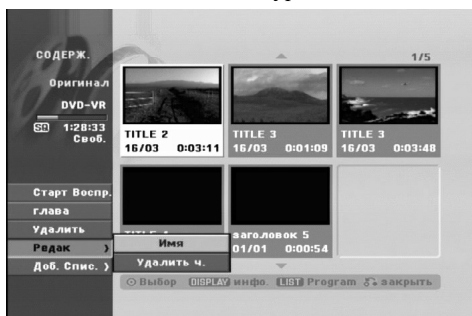 СОДЕРЖ.
1/5
Оригинал
DVD-VR
SQ 1:28:33
Своб.
TITLE 2
16/03 0:03:11
TITLE 3
16/03 0:01:09
TITLE 3
16/03 0:03:48
Старт Воспр.
глава
Удалить
Редак >
Доб. Спис. >
Имя
Удалить ч.
заголовок 5
01/01 0:00:54
Выбор DISPLAY инфо. LIST Program закрыть